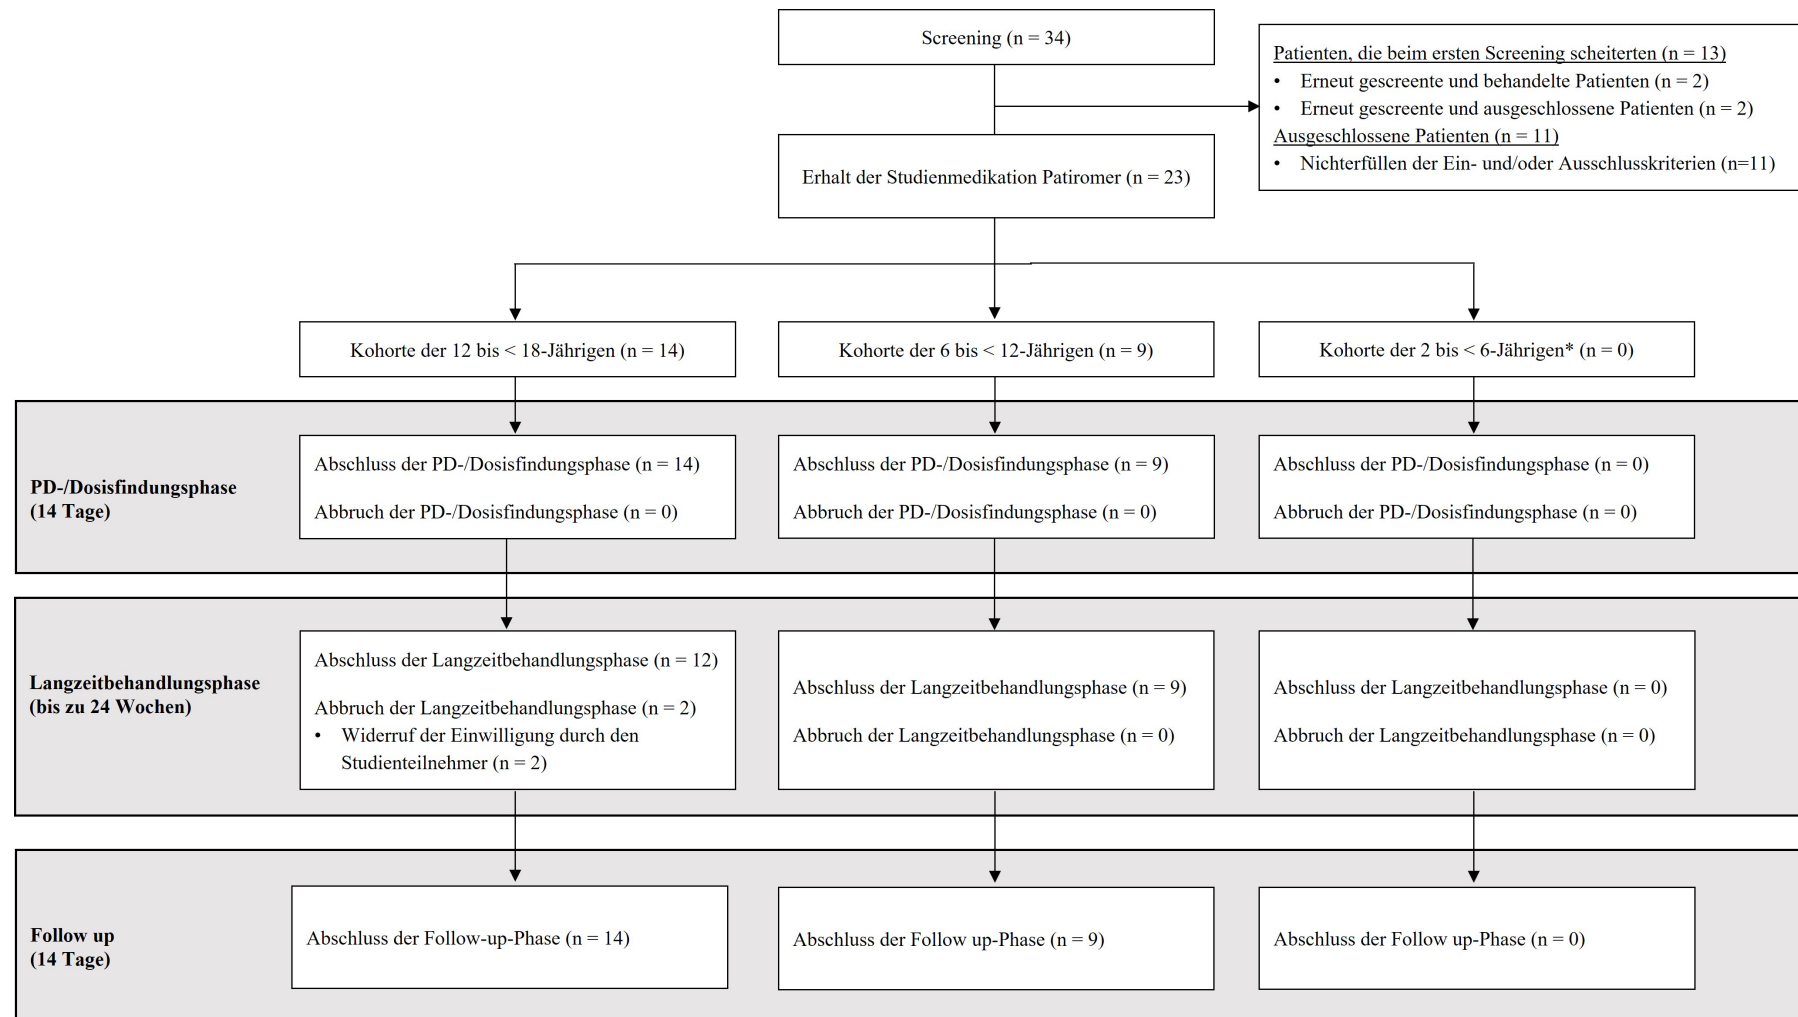 Screening (n = 34)
Patienten, die beim ersten Screening scheiterten (n = 13)
• Erneut gescreente und behandelte Patienten (n = 2)
• Erneut gescreente und ausgeschlossene Patienten (n = 2)
Ausgeschlossene Patienten (n = 11)
• Nichterfüllen der Ein- und/oder Ausschlusskriterien (n=11)
Erhalt der Studienmedikation Patiromer (n = 23)
Kohorte der 12 bis < 18-Jährigen (n = 14)
Kohorte der 6 bis < 12-Jährigen (n = 9)
Kohorte der 2 bis < 6-Jährigen* (n = 0)
PD-/Dosisfindungsphase
(14 Tage)
Abschluss der PD-/Dosisfindungsphase (n = 14)
Abbruch der PD-/Dosisfindungsphase (n = 0)
Abschluss der PD-/Dosisfindungsphase (n = 9)
Abbruch der PD-/Dosisfindungsphase (n = 0)
Abschluss der PD-/Dosisfindungsphase (n = 0)
Abbruch der PD-/Dosisfindungsphase (n = 0)
Langzeitbehandlungsphase
(bis zu 24 Wochen)
Abschluss der Langzeitbehandlungsphase (n = 12)
Abbruch der Langzeitbehandlungsphase (n = 2)
• Widerruf der Einwilligung durch den
Studienteilnehmer (n = 2)
Abschluss der Langzeitbehandlungsphase (n = 9)
Abbruch der Langzeitbehandlungsphase (n = 0)
Abschluss der Langzeitbehandlungsphase (n = 0)
Abbruch der Langzeitbehandlungsphase (n = 0)
Follow up
(14 Tage)
Abschluss der Follow-up-Phase (n = 14)
Abschluss der Follow up-Phase (n = 9)
Abschluss der Follow up-Phase (n = 0)